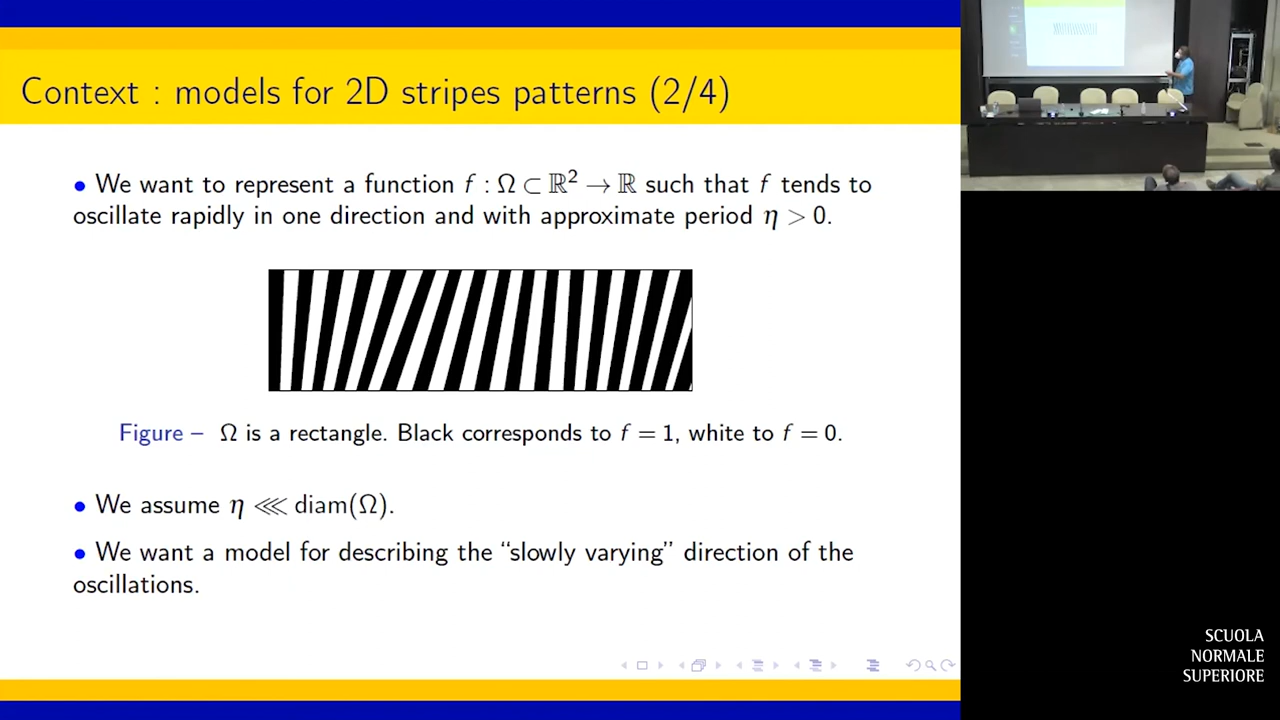 Context : models for 2D stripes patterns (2/4)
• We want to represent a function f : Ω ⊂ ℝ² → ℝ such that f tends to
oscillate rapidly in one direction and with approximate period η > 0.
Figure – Ω is a rectangle. Black corresponds to f = 1, white to f = 0.
• We assume η ⋘ diam(Ω).
• We want a model for describing the “slowly varying” direction of the
oscillations.
SCUOLA
NORMALE
SUPERIORE